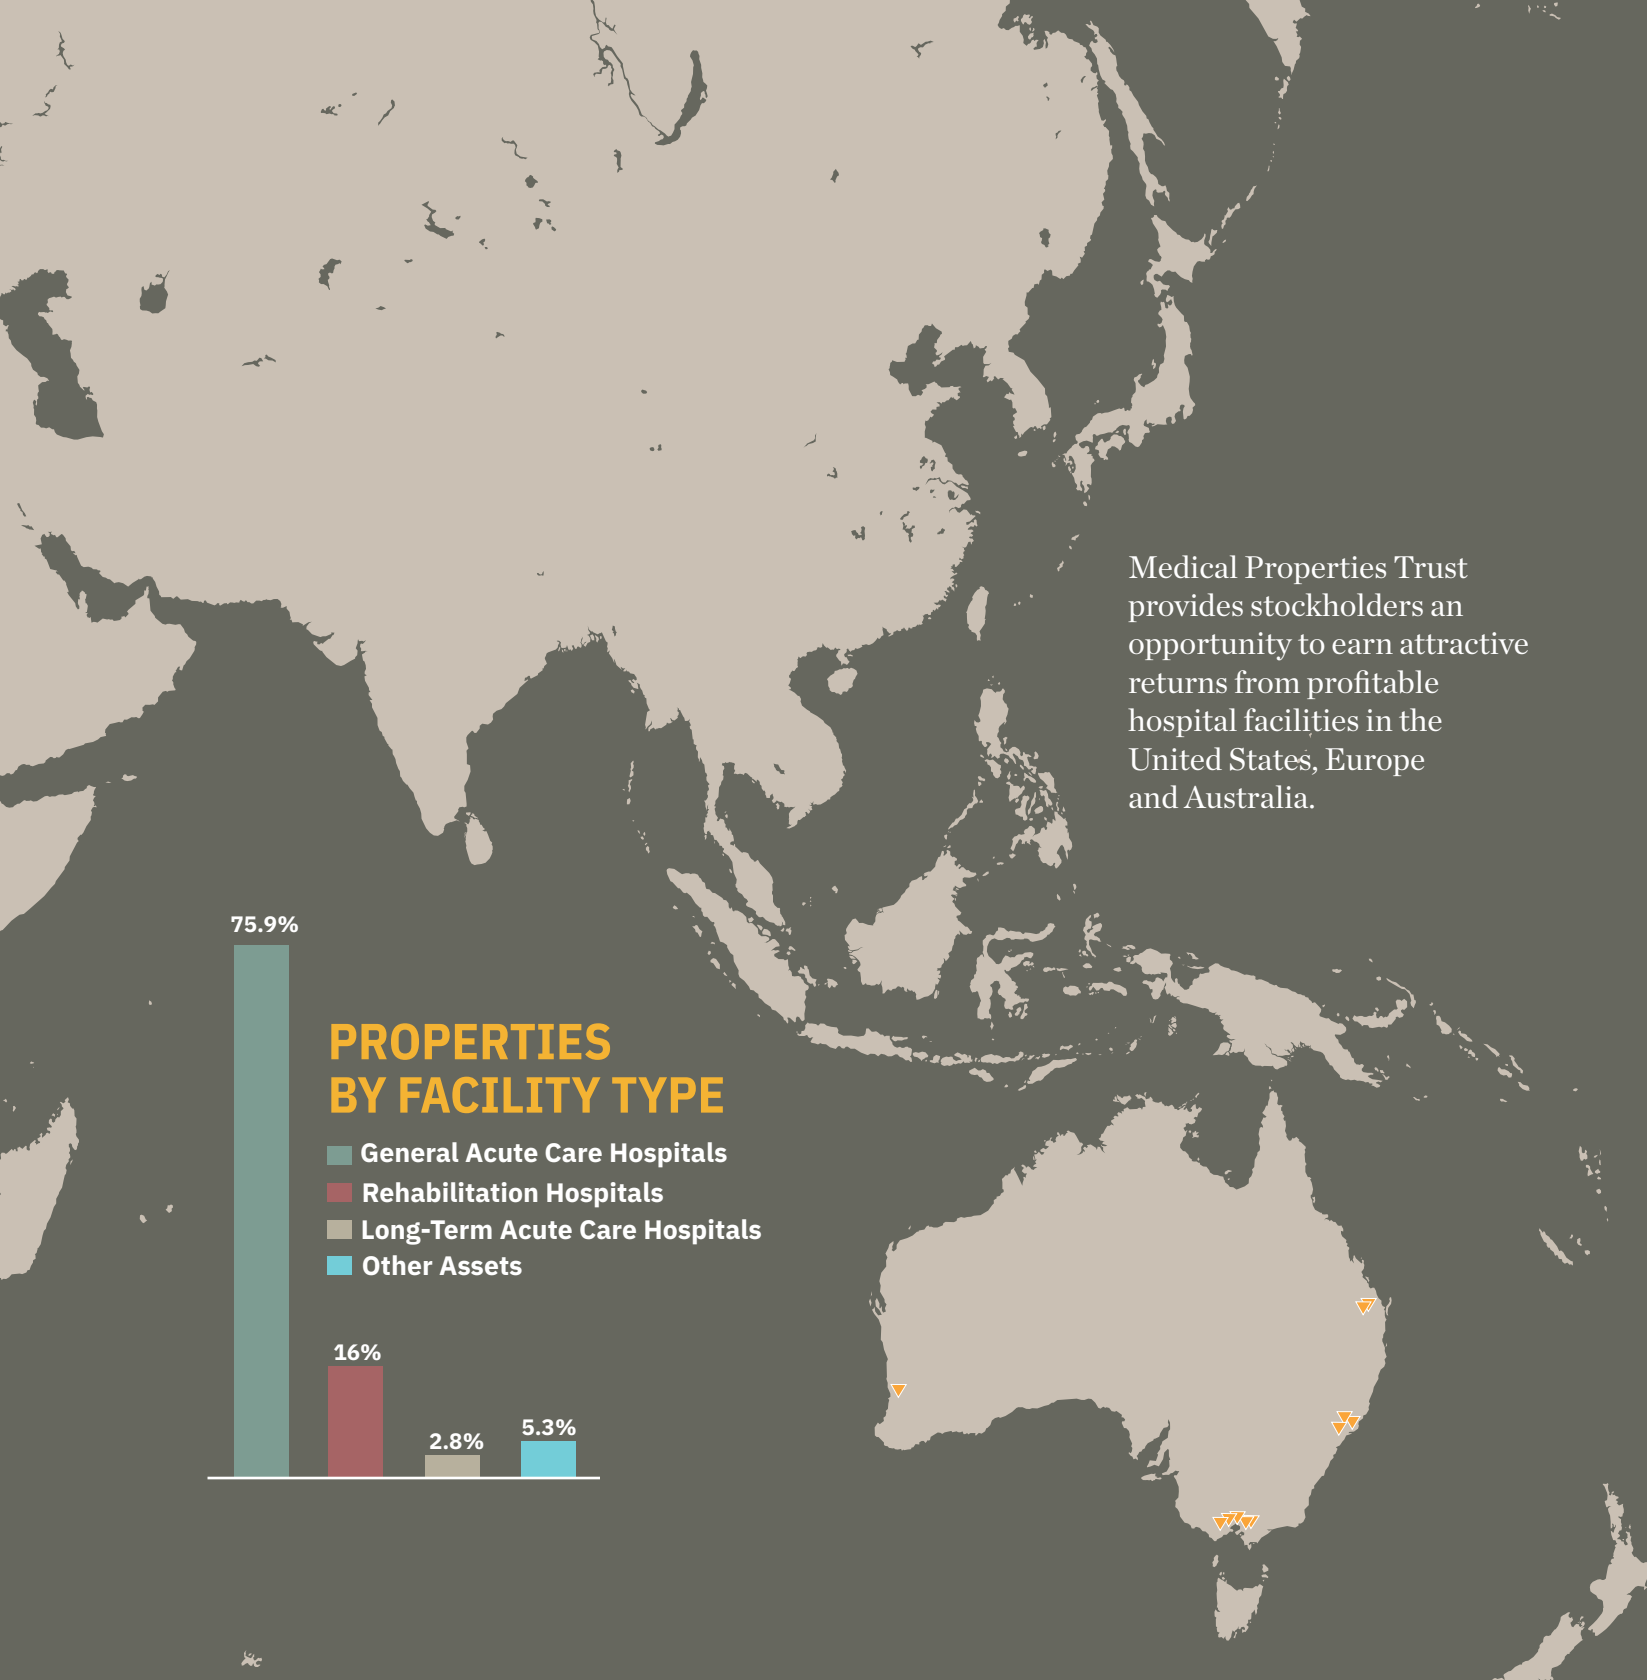 Medical Properties Trust
provides stockholders an
opportunity to earn attractive
returns from profitable
hospital facilities in the
United States, Europe
and Australia.
75.9%
PROPERTIES
BY FACILITY TYPE
General Acute Care Hospitals
Rehabilitation Hospitals
Long-Term Acute Care Hospitals
Other Assets
16%
2.8%
5.3%